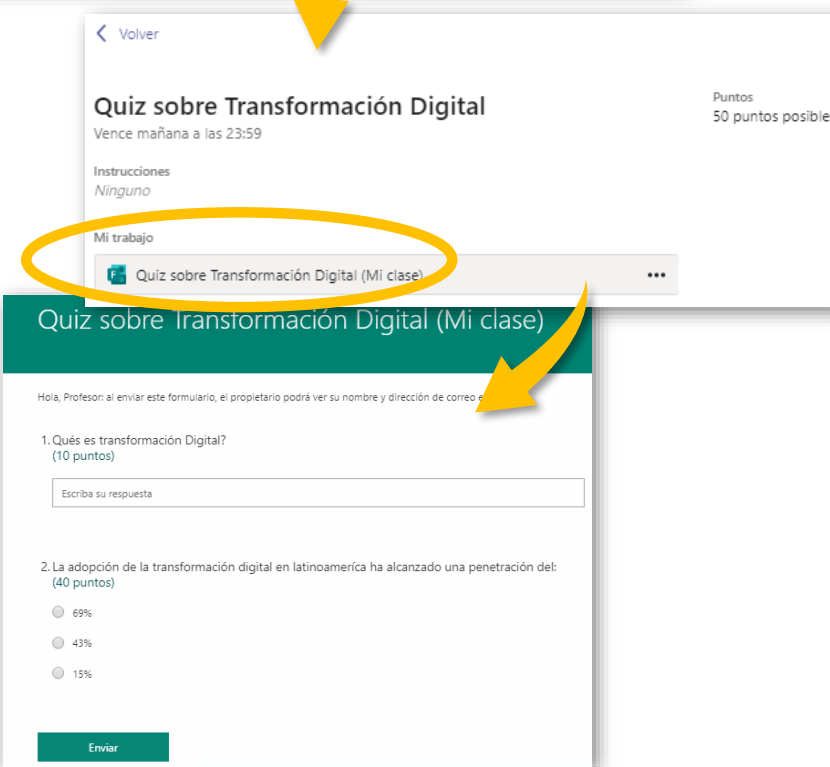 Volver
Quiz sobre Transformación Digital
Vence mañana a las 23:59
Puntos
50 puntos posible
Instrucciones
Ninguno
Mi trabajo
Quiz sobre Transformación Digital (Mi clase)
Quiz sobre Transformación Digital (Mi clase)
Hola, Profesor: al enviar este formulario, el propietario podrá ver su nombre y dirección de correo
1. Qués es transformación Digital?
(10 puntos)
Escriba su respuesta
2. La adopción de la transformación digital en latinoameríca ha alcanzado una penetración del:
(40 puntos)
69%
43%
15%
Enviar